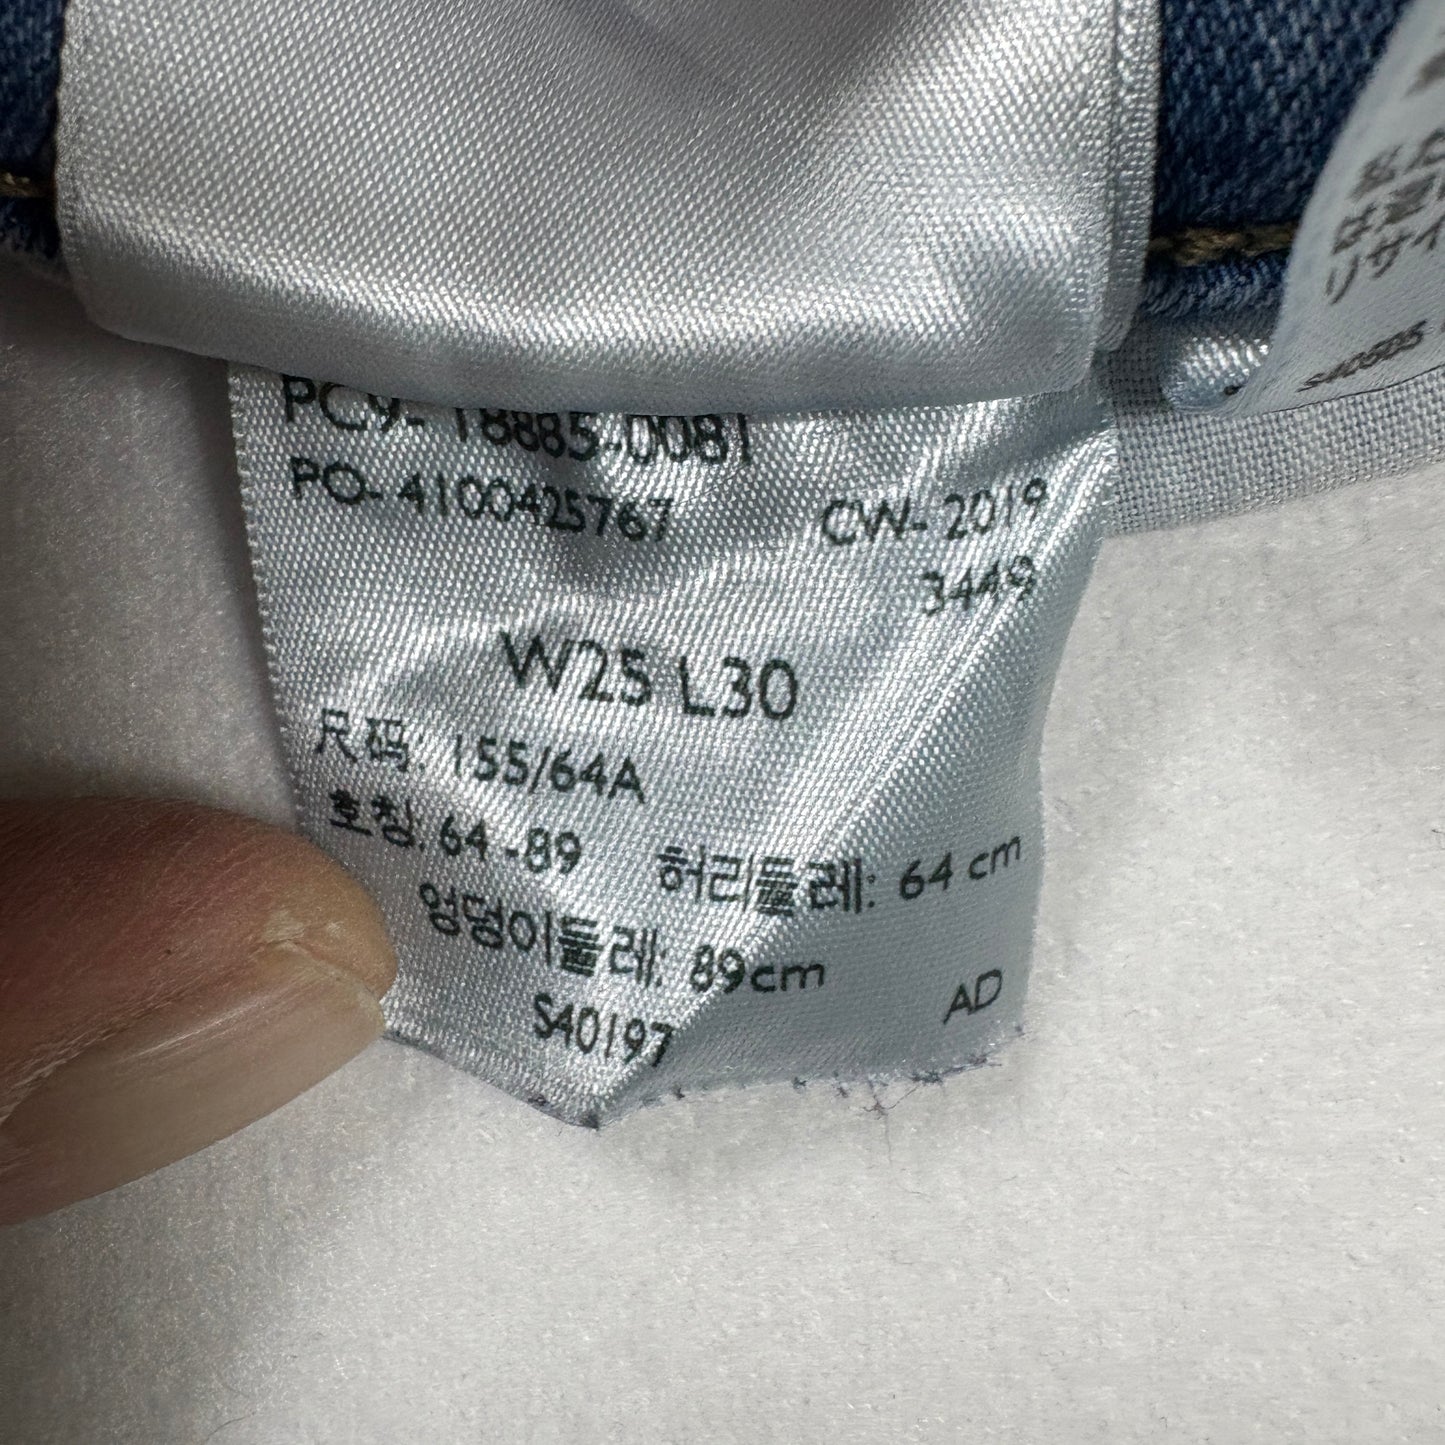 PC9-18885-0081
PO-4100425767 CW-2019
3449
W25 L30
尺码. 155/64A
호칭. 64-89 허리둘레: 64 cm
엉덩이둘레: 89cm
S40197 AD